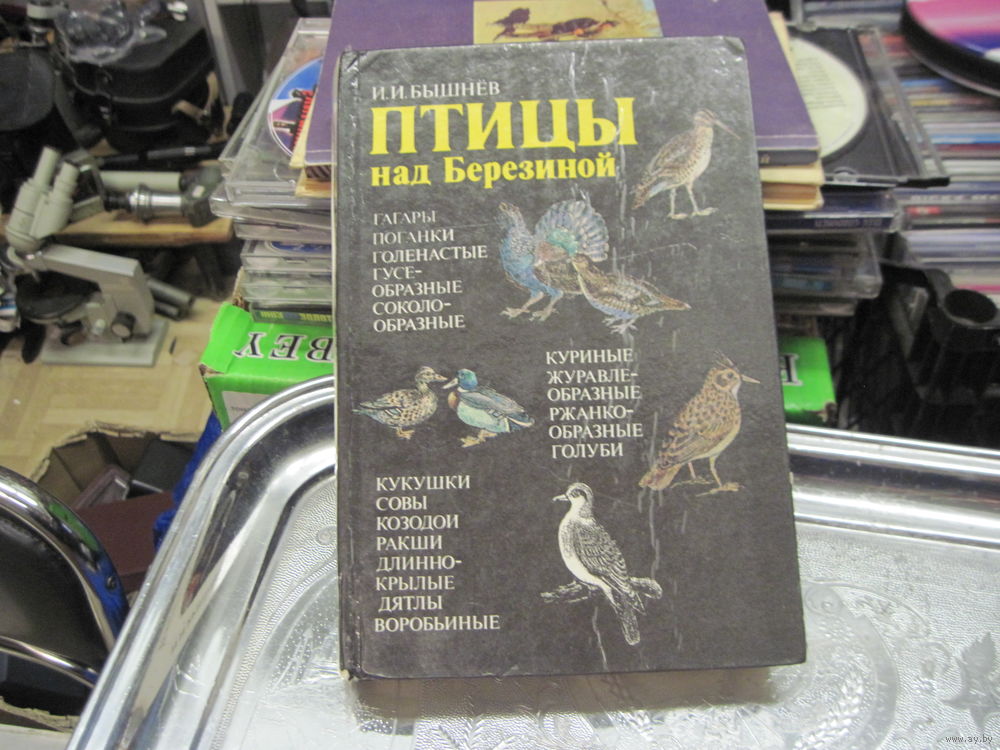 И.И.БЫШНЁВ
ПТИЦЫ
над Березиной
ГАГАРЫ
ПОГАНКИ
ГОЛЕНАСТЫЕ
ГУСЕ-
ОБРАЗНЫЕ
СОКОЛО-
ОБРАЗНЫЕ
КУРИНЫЕ
ЖУРАВЛЕ-
ОБРАЗНЫЕ
РЖАНКО-
ОБРАЗНЫЕ
ГОЛУБИ
КУКУШКИ
СОВЫ
КОЗОДОИ
РАКШИ
ДЛИННО-
КРЫЛЫЕ
ДЯТЛЫ
ВОРОБЬИНЫЕ
www.ay.by